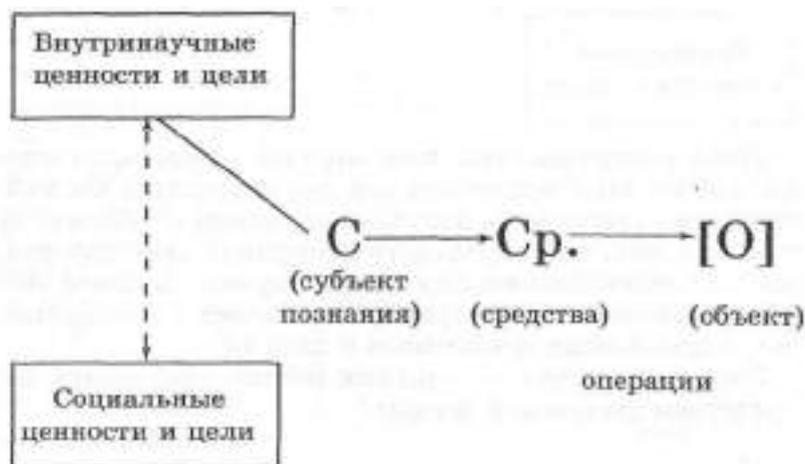 Внутринаучные
ценности и цели
С
Ср.
[О]
(субъект
познания)
(средства)
(объект)
операции
Социальные
ценности и цели